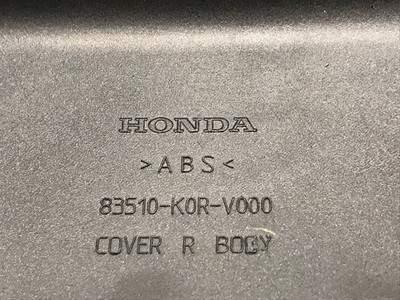 HONDA
>ABS<
83510-K0R-V000
COVER R BODY